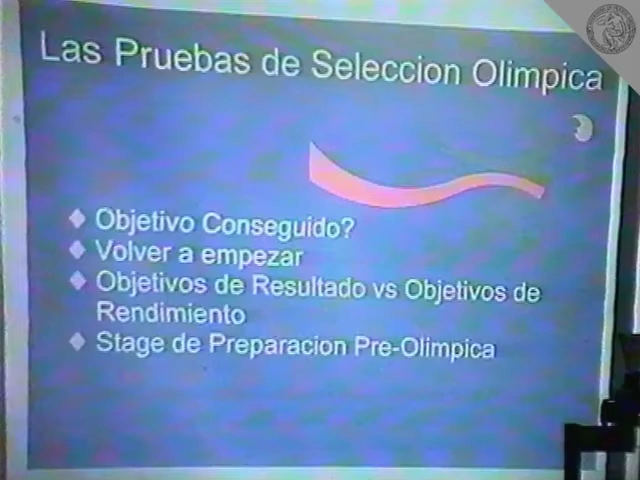 Las Pruebas de Seleccion Olimpica
Objetivo Conseguido?
Volver a empezar
Objetivos de Resultado vs Objetivos de
Rendimiento
Stage de Preparacion Pre-Olimpica